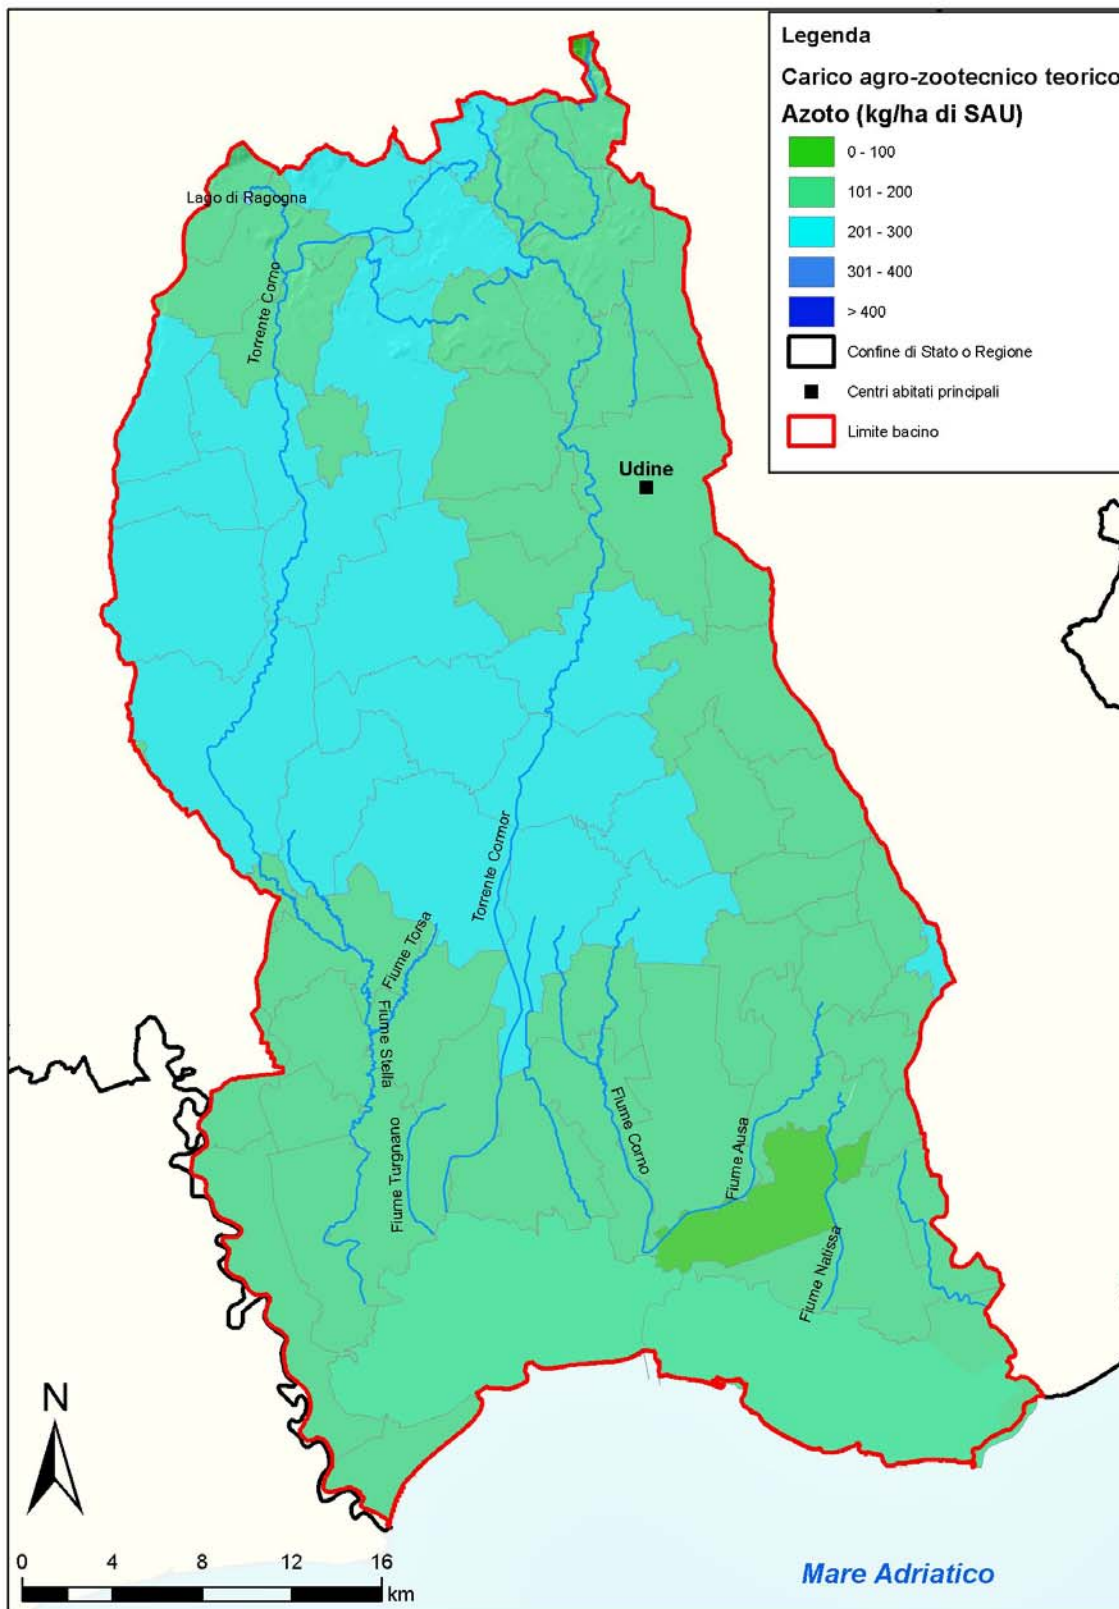 Legenda
Carico agro-zootecnico teorico
Azoto (kg/ha di SAU)
0 - 100
101 - 200
201 - 300
301 - 400
> 400
Confine di Stato o Regione
Centri abitati principali
Limite bacino
Lago di Ragogna
Torrente Corno
Udine
Torrente Cormor
Fiume Torsa
Fiume Stella
Fiume Turgnano
Fiume Corno
Fiume Ausa
Fiume Natissa
N
0 4 8 12 16
km
Mare Adriatico